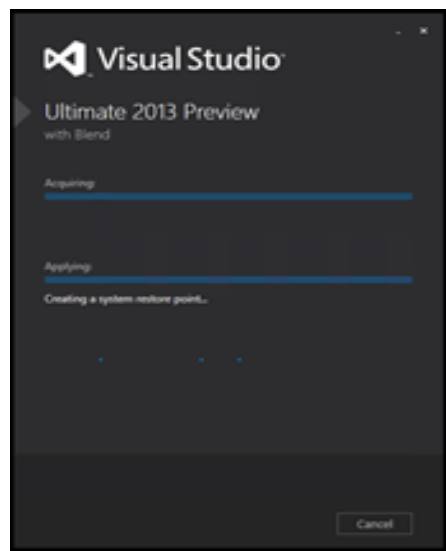 Visual Studio
Ultimate 2013 Preview
with Blend
Acquiring:
Applying:
Creating a system restore point...
Cancel